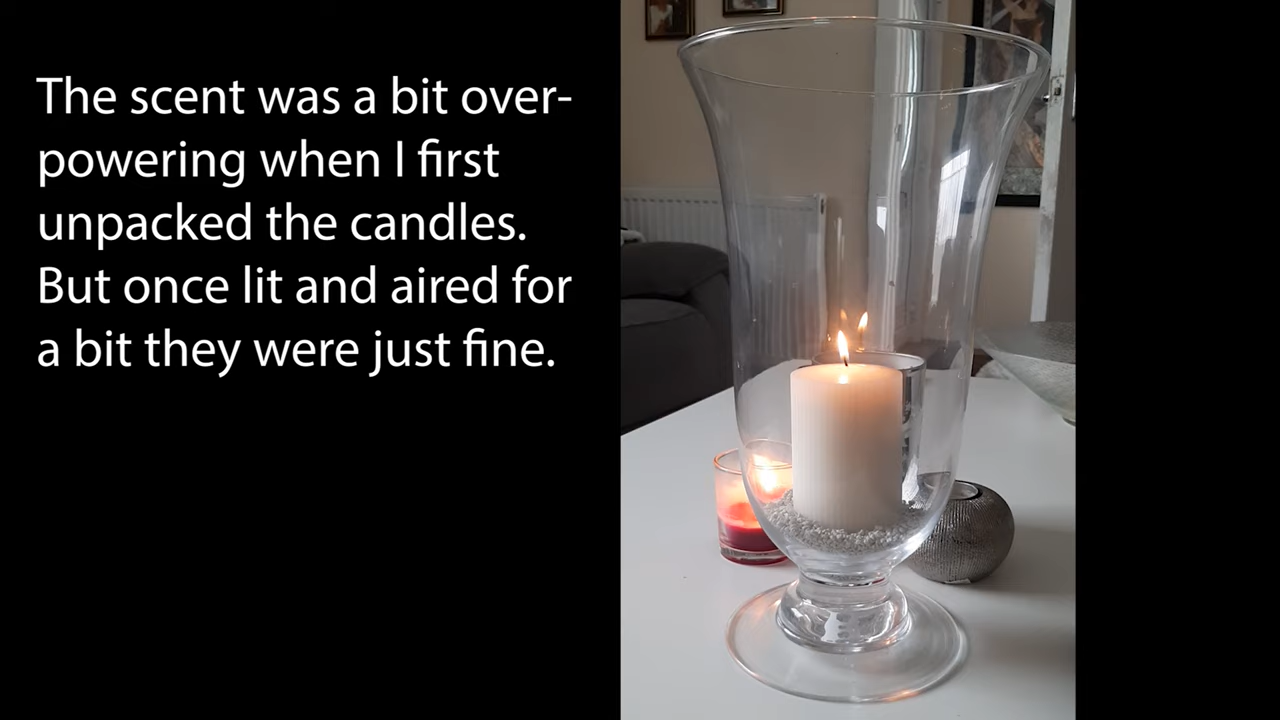 The scent was a bit over-
powering when I first
unpacked the candles.
But once lit and aired for
a bit they were just fine.